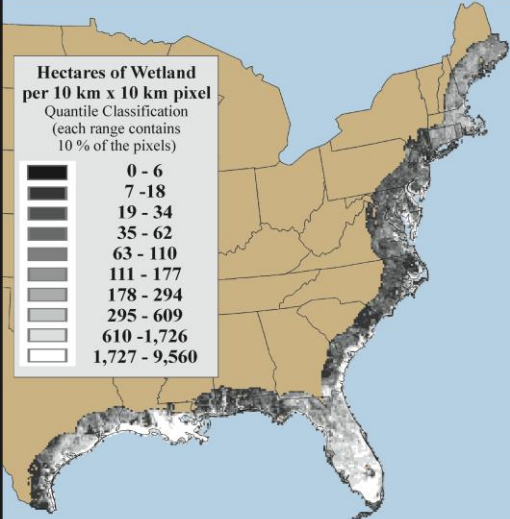 Hectares of Wetland
per 10 km x 10 km pixel
Quantile Classification
(each range contains
10 % of the pixels)
0 - 6
7 -18
19 - 34
35 - 62
63 - 110
111 - 177
178 - 294
295 - 609
610 -1,726
1,727 - 9,560